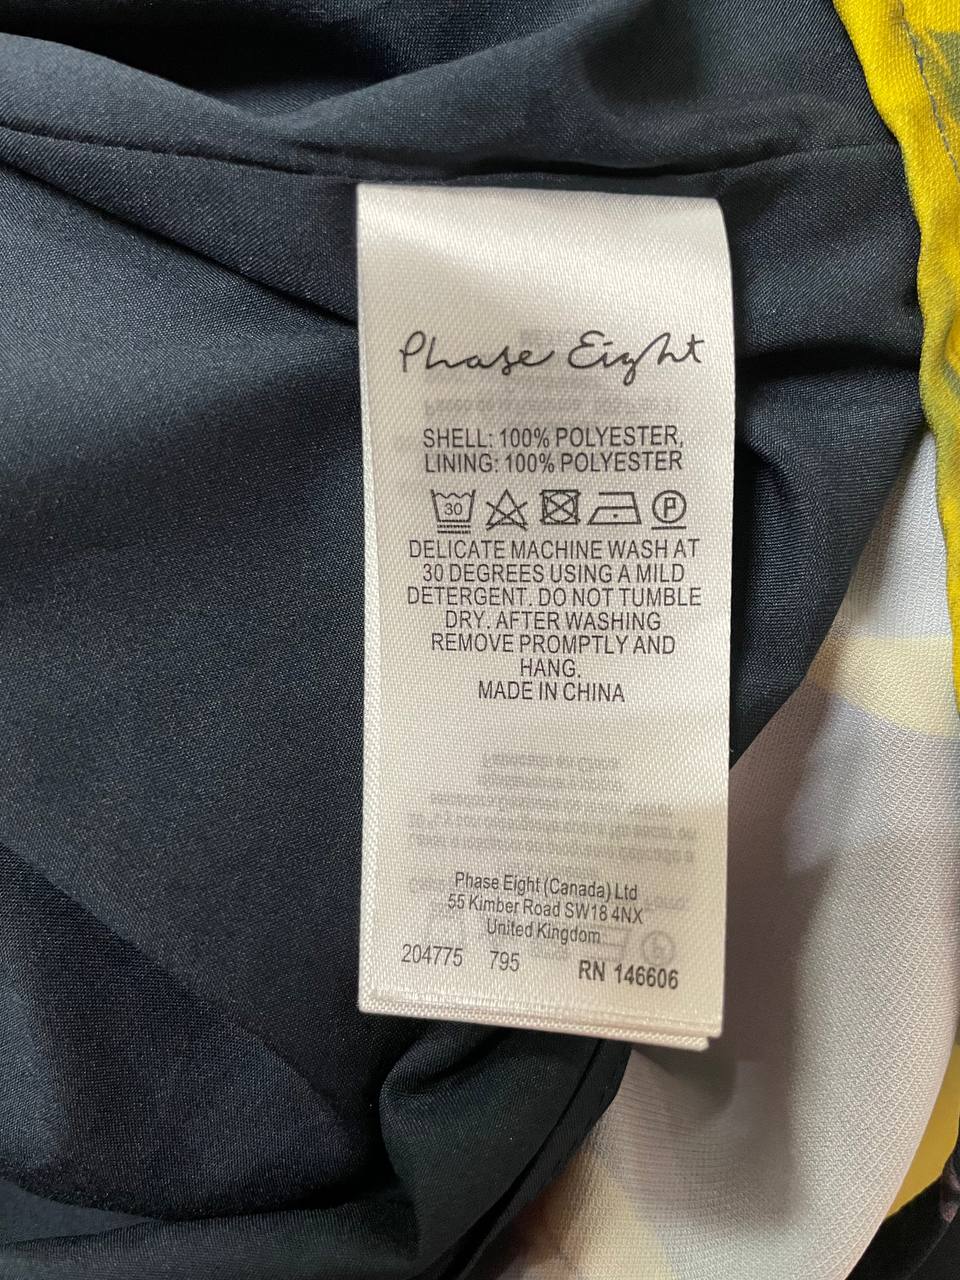 Phase Eight
SHELL: 100% POLYESTER,
LINING: 100% POLYESTER
30
P
DELICATE MACHINE WASH AT
30 DEGREES USING A MILD
DETERGENT. DO NOT TUMBLE
DRY. AFTER WASHING
REMOVE PROMPTLY AND
HANG.
MADE IN CHINA
Phase Eight (Canada) Ltd
55 Kimber Road SW18 4NX
United Kingdom
204775 795 RN 146606